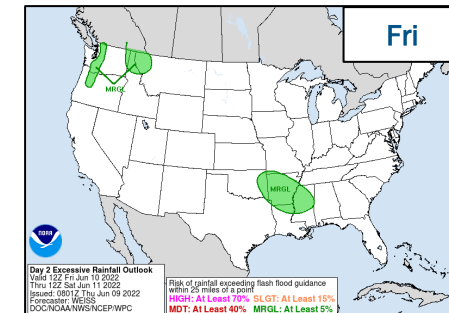 Fri
MRGL
MRGL
NOAA
Day 2 Excessive Rainfall Outlook
Valid 12Z Fri Jun 10 2022
Thru 12Z Sat Jun 11 2022
Issued: 0801Z Thu Jun 09 2022
Forecaster: WEISS
DOC/NOAA/NWS/NCEP/WPC
Risk of rainfall exceeding flash flood guidance
within 25 miles of a point
HIGH: At Least 70% SLGT: At Least 15%
MDT: At Least 40% MRGL: At Least 5%